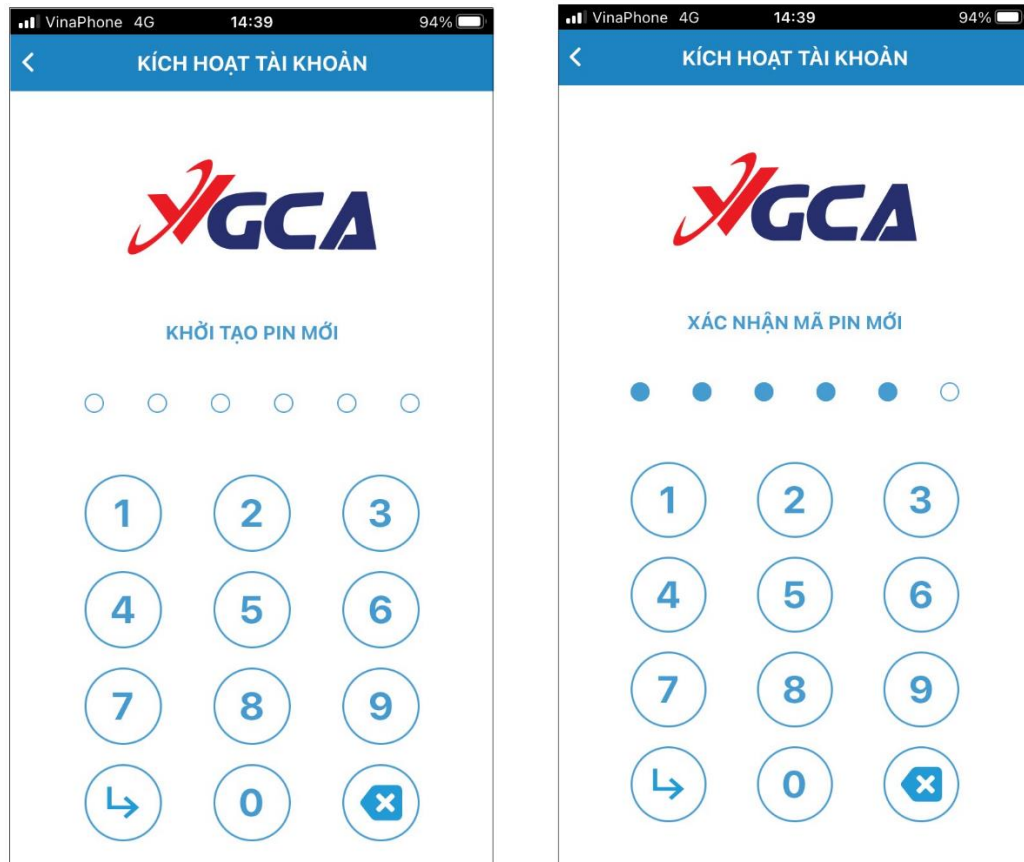 VinaPhone 4G 14:39 94%
KÍCH HOẠT TÀI KHOẢN
GCA
KHỞI TẠO PIN MỚI
1 2 3
4 5 6
7 8 9
0
VinaPhone 4G 14:39 94%
KÍCH HOẠT TÀI KHOẢN
GCA
XÁC NHẬN MÃ PIN MỚI
1 2 3
4 5 6
7 8 9
0